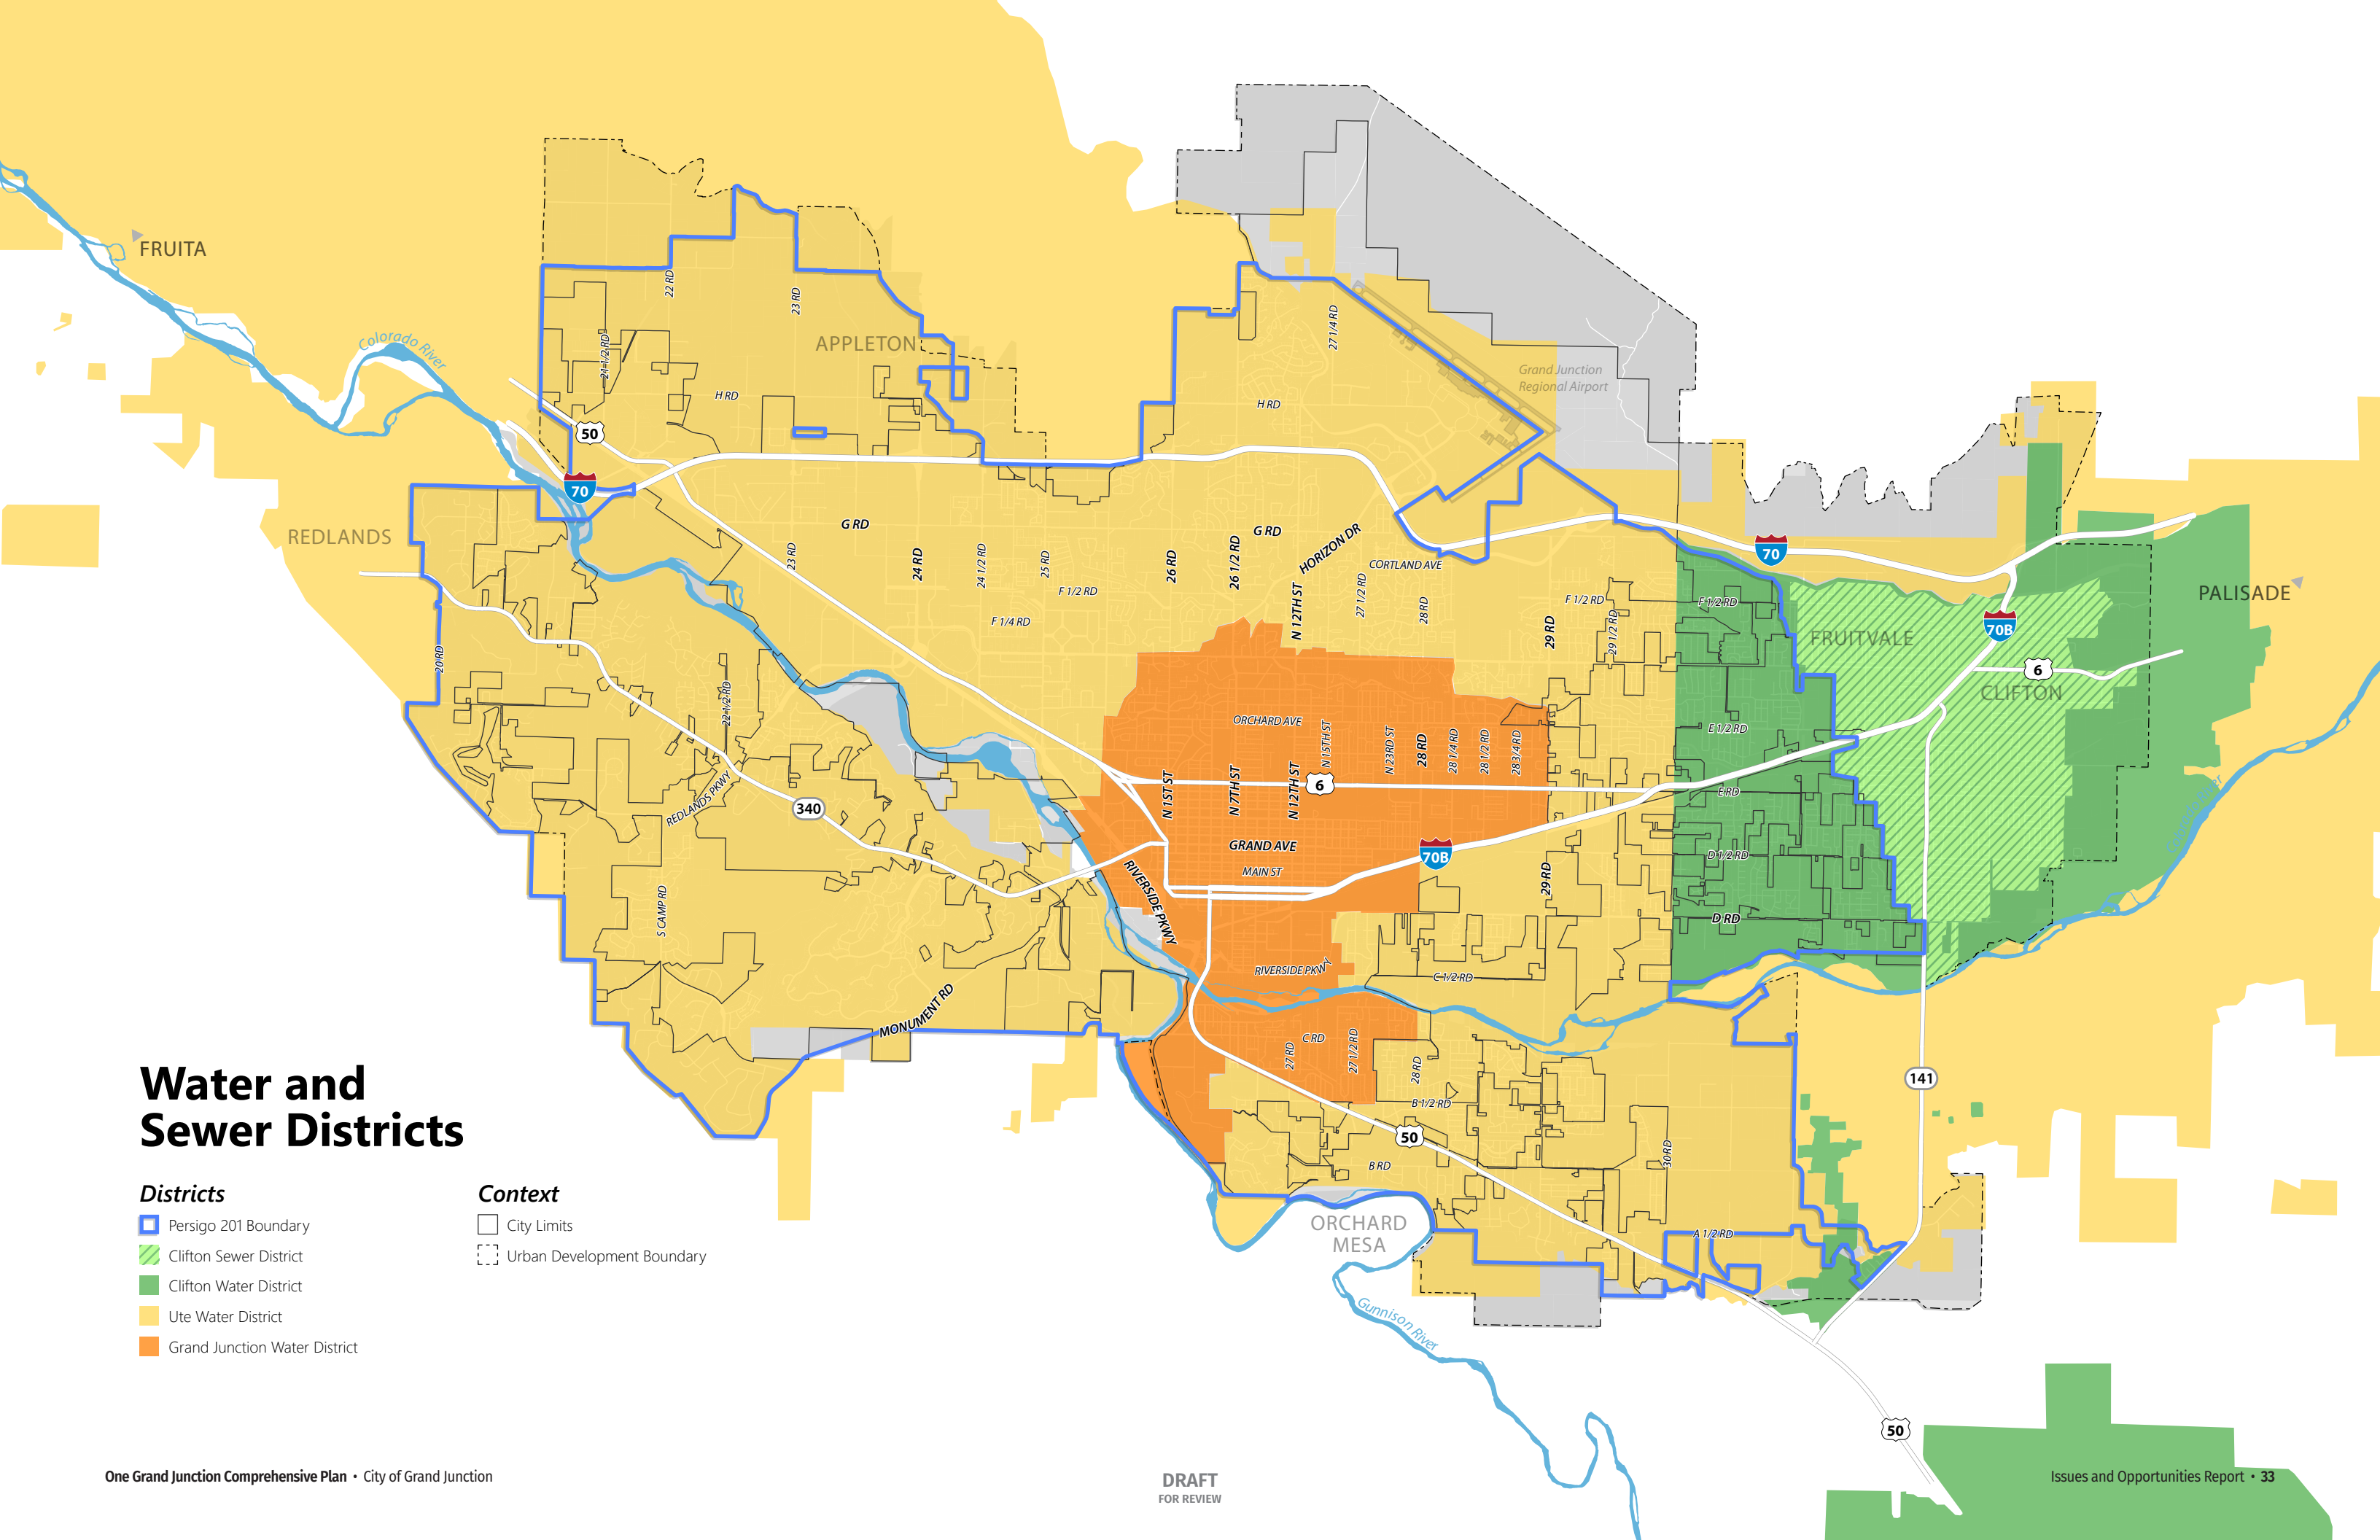 FRUITA
Colorado River
22 RD
23 RD
APPLETON
21 1/2 RD
H RD
27 1/4 RD
H RD
Grand Junction
Regional Airport
50
70
REDLANDS
G RD
G RD
HORIZON DR
CORTLAND AVE
70
23 RD
24 RD
24 1/2 RD
25 RD
26 RD
26 1/2 RD
N 12TH ST
27 1/2 RD
28 RD
F 1/2 RD
F 1/2 RD
F 1/2 RD
F 1/4 RD
29 RD
29 1/2 RD
PALISADE
FRUITVALE
70B
6
CLIFTON
20 RD
22 1/2 RD
ORCHARD AVE
N 15TH ST
N 23RD ST
28 RD
28 1/4 RD
28 1/2 RD
28 3/4 RD
E 1/2 RD
N 1ST ST
N 7TH ST
N 12TH ST
6
E RD
REDLANDS PKWY
340
GRAND AVE
70B
D 1/2 RD
MAIN ST
29 RD
RIVERSIDE PKWY
S CAMP RD
D RD
RIVERSIDE PKWY
C 1/2 RD
MONUMENT RD
C RD
27 RD
27 1/2 RD
28 RD
141
B 1/2 RD
50
B RD
30 RD
ORCHARD
MESA
A 1/2 RD
Gunnison River
50
Water and
Sewer Districts
Districts
Persigo 201 Boundary
Clifton Sewer District
Clifton Water District
Ute Water District
Grand Junction Water District
Context
City Limits
Urban Development Boundary
One Grand Junction Comprehensive Plan • City of Grand Junction
DRAFT
FOR REVIEW
Issues and Opportunities Report • 33